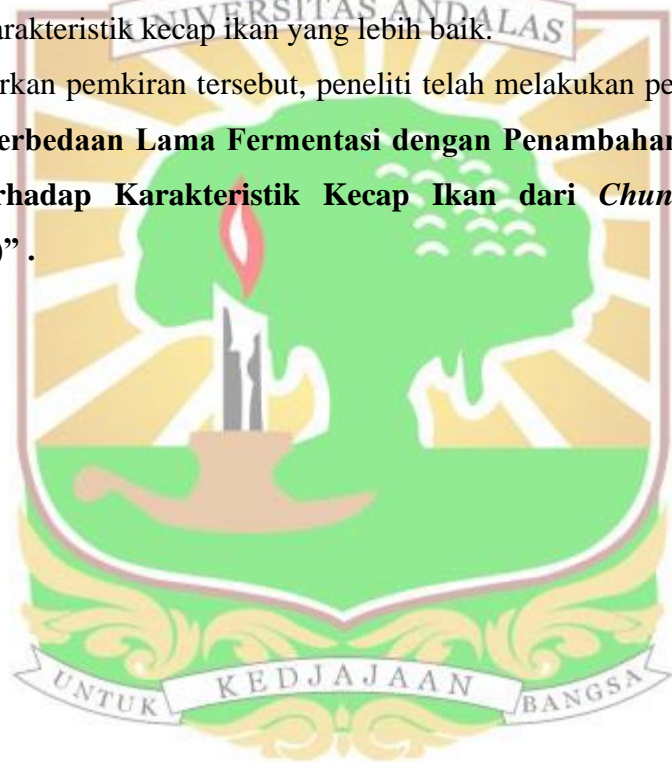 arakteristik kecap ikan yang lebih baik.
UNIVERSITAS ANDALAS
rkan pemkiran tersebut, peneliti telah melakukan pe
erbedaan Lama Fermentasi dengan Penambahan
rhadap Karakteristik Kecap Ikan dari Chun
)” .
UNTUK KEDJAJAAN BANGSA